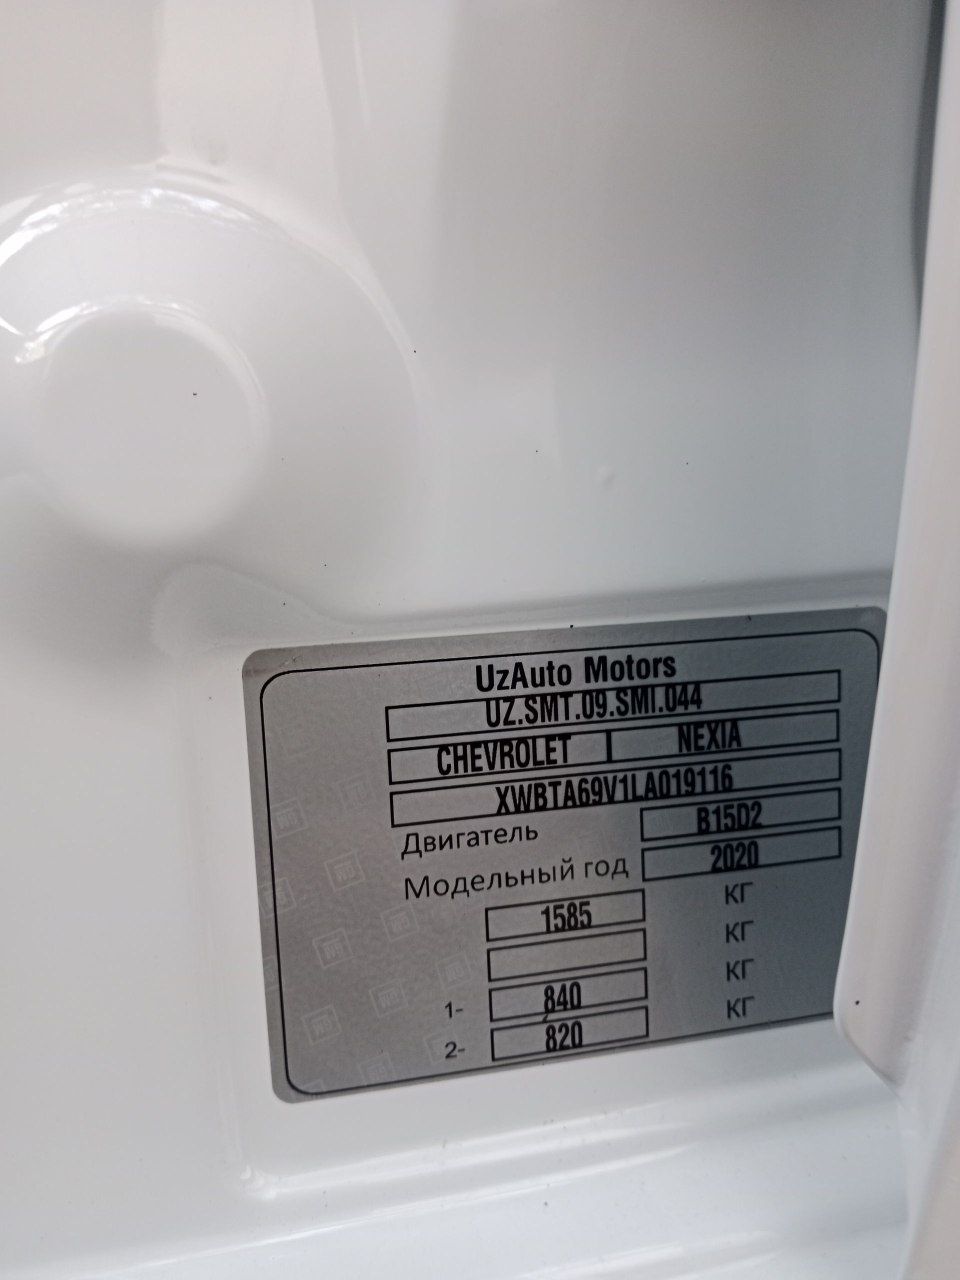 UzAuto Motors
UZ.SMT.09.SMI.044
CHEVROLET NEXIA
XWBTA69V1LA019116
Двигатель B15D2
Модельный год 2020
1585 КГ
КГ
1- 840 КГ
2- 820 КГ